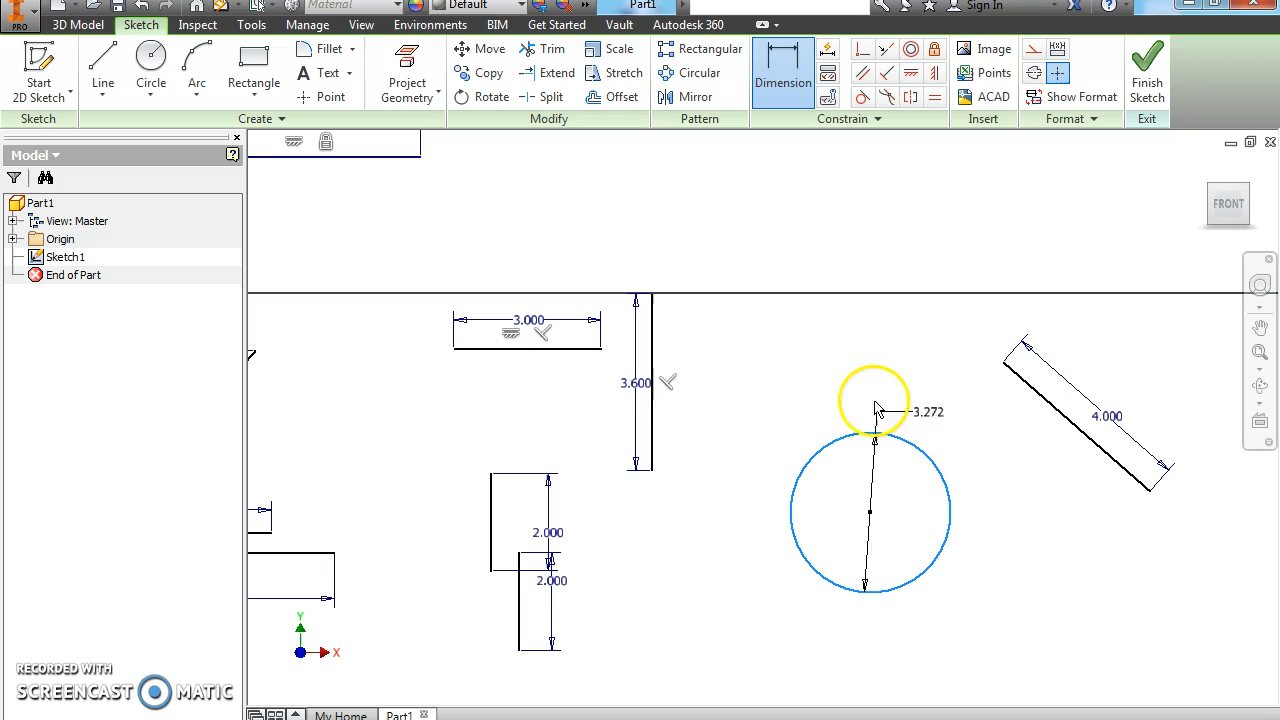 Material Default Part1 Sign In
PRO 3D Model Sketch Inspect Tools Manage View Environments BIM Get Started Vault Autodesk 360
Start 2D Sketch Line Circle Arc Rectangle Fillet Text Point Project Geometry
Move Copy Rotate Trim Extend Split Scale Stretch Offset
Rectangular Circular Mirror Dimension
Image Points ACAD Show Format Finish Sketch
Sketch Create Modify Pattern Constrain Insert Format Exit
Model
Part1
View: Master
Origin
Sketch1
End of Part
FRONT
3.000
3.600
3.272
4.000
2.000
2.000
Y
X
RECORDED WITH
SCREENCAST MATIC
My Home Part1